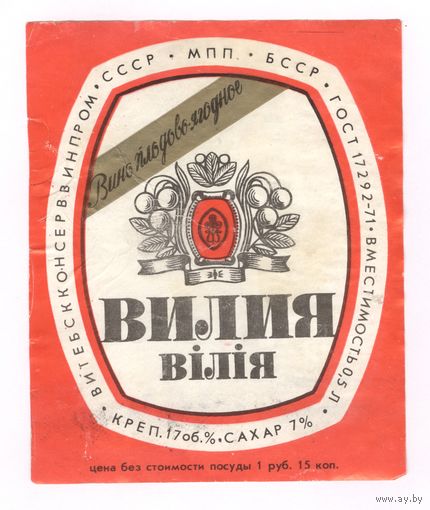 ВИТЕБСККОНСЕРВВИНПРОМ · СССР · МПП · БССР · ГОСТ 17292-71 · ВМЕСТИМОСТЬ 0,5 Л ·
Вино плодово-ягодное
ВИЛИЯ
ВІЛІЯ
КРЕП. 17 об.% · САХАР 7% ·
цена без стоимости посуды 1 руб. 15 коп.
www.ay.by